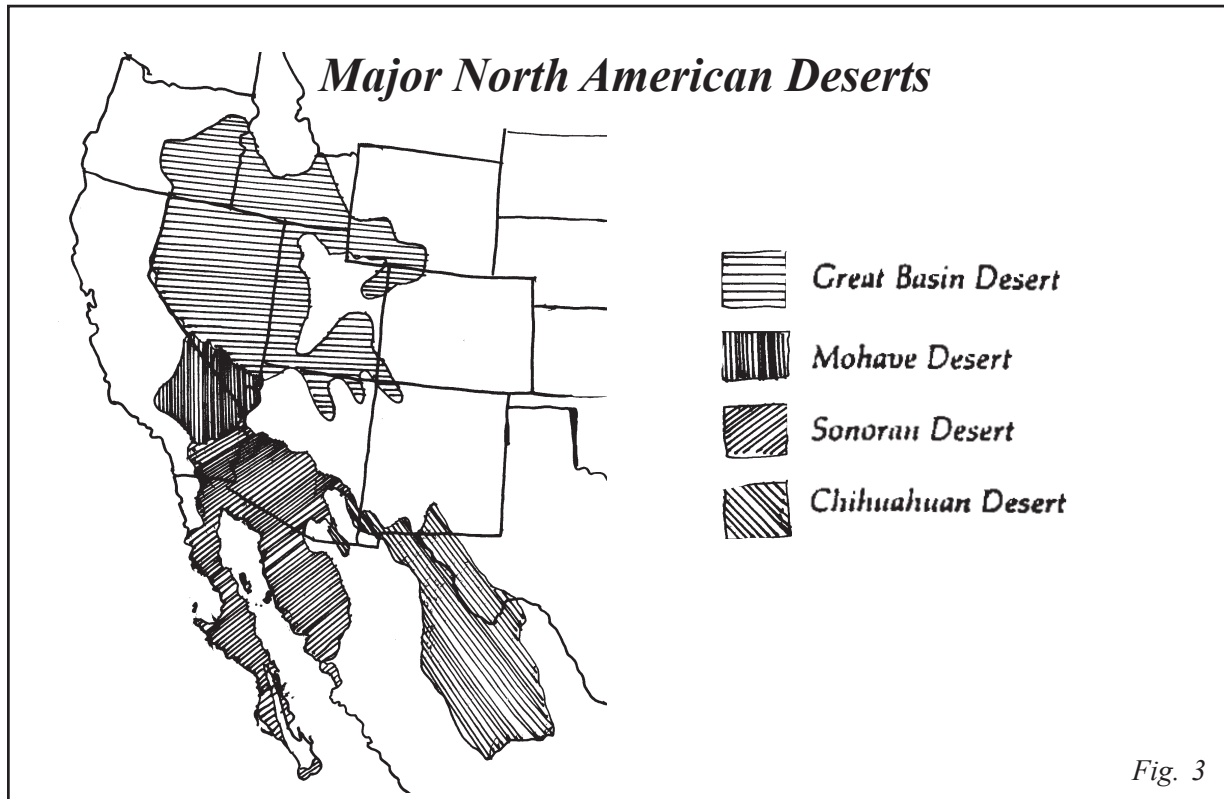 Major North American Deserts
Great Basin Desert
Mohave Desert
Sonoran Desert
Chihuahuan Desert
Fig. 3